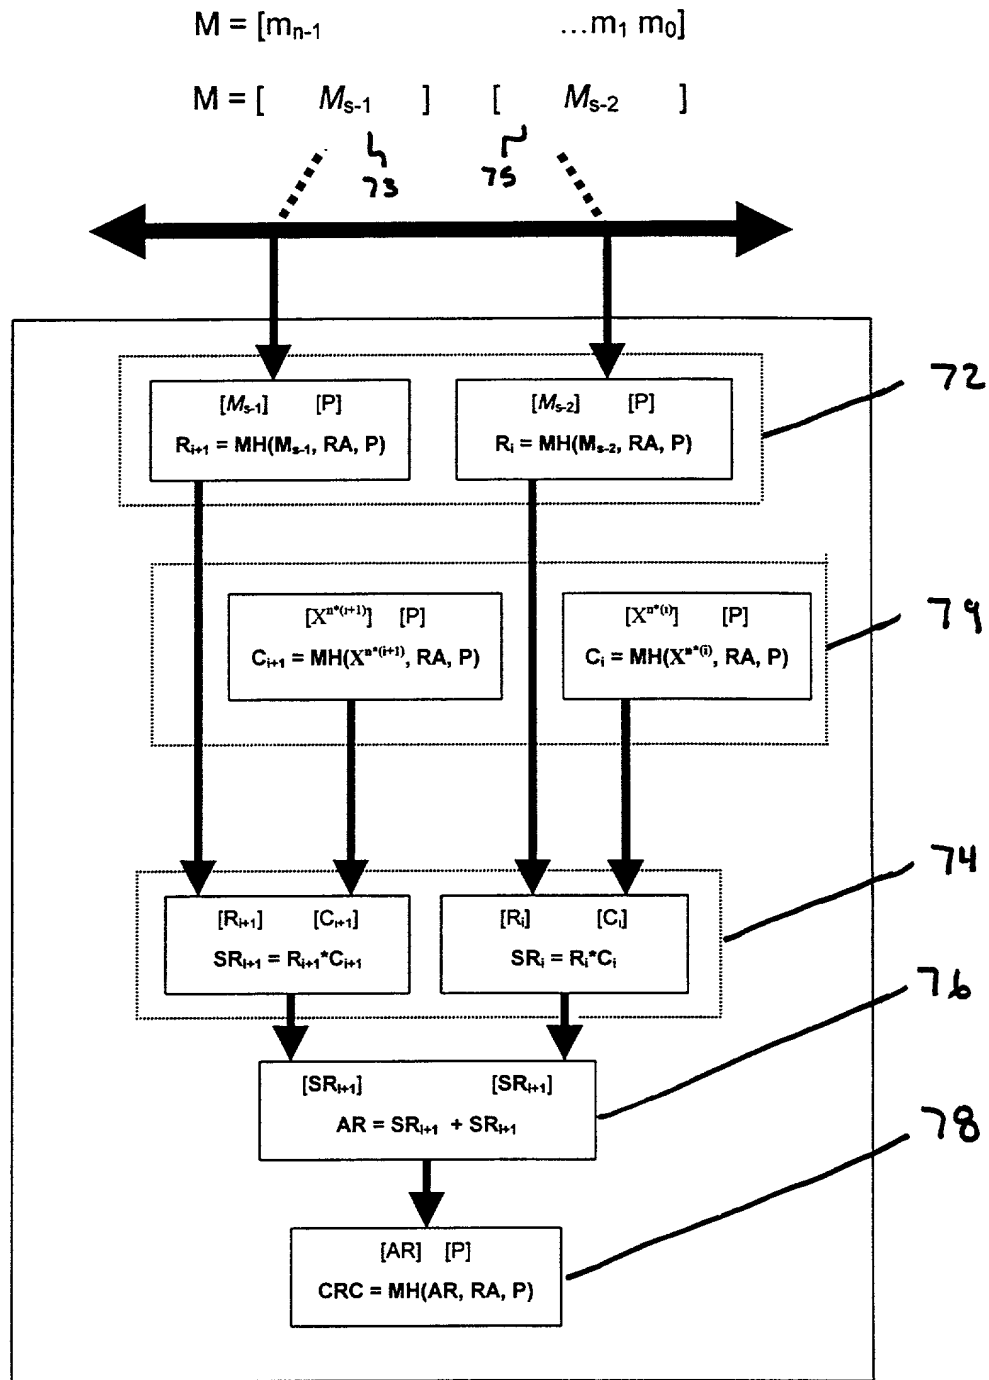 M = [mₙ₋₁ ...m₁ m₀]
M = [ Mₛ₋₁ ] [ Mₛ₋₂ ]
73 75
72
[Mₛ₋₁] [P] [Mₛ₋₂] [P]
Rᵢ₊₁ = MH(Mₛ₋₁, RA, P) Rᵢ = MH(Mₛ₋₂, RA, P)
79
[Xⁿ*⁽ⁱ⁺¹⁾] [P] [Xⁿ*⁽ⁱ⁾] [P]
Cᵢ₊₁ = MH(Xⁿ*⁽ⁱ⁺¹⁾, RA, P) Cᵢ = MH(Xⁿ*⁽ⁱ⁾, RA, P)
74
[Rᵢ₊₁] [Cᵢ₊₁] [Rᵢ] [Cᵢ]
SRᵢ₊₁ = Rᵢ₊₁*Cᵢ₊₁ SRᵢ = Rᵢ*Cᵢ
76
[SRᵢ₊₁] [SRᵢ₊₁]
AR = SRᵢ₊₁ + SRᵢ₊₁
78
[AR] [P]
CRC = MH(AR, RA, P)